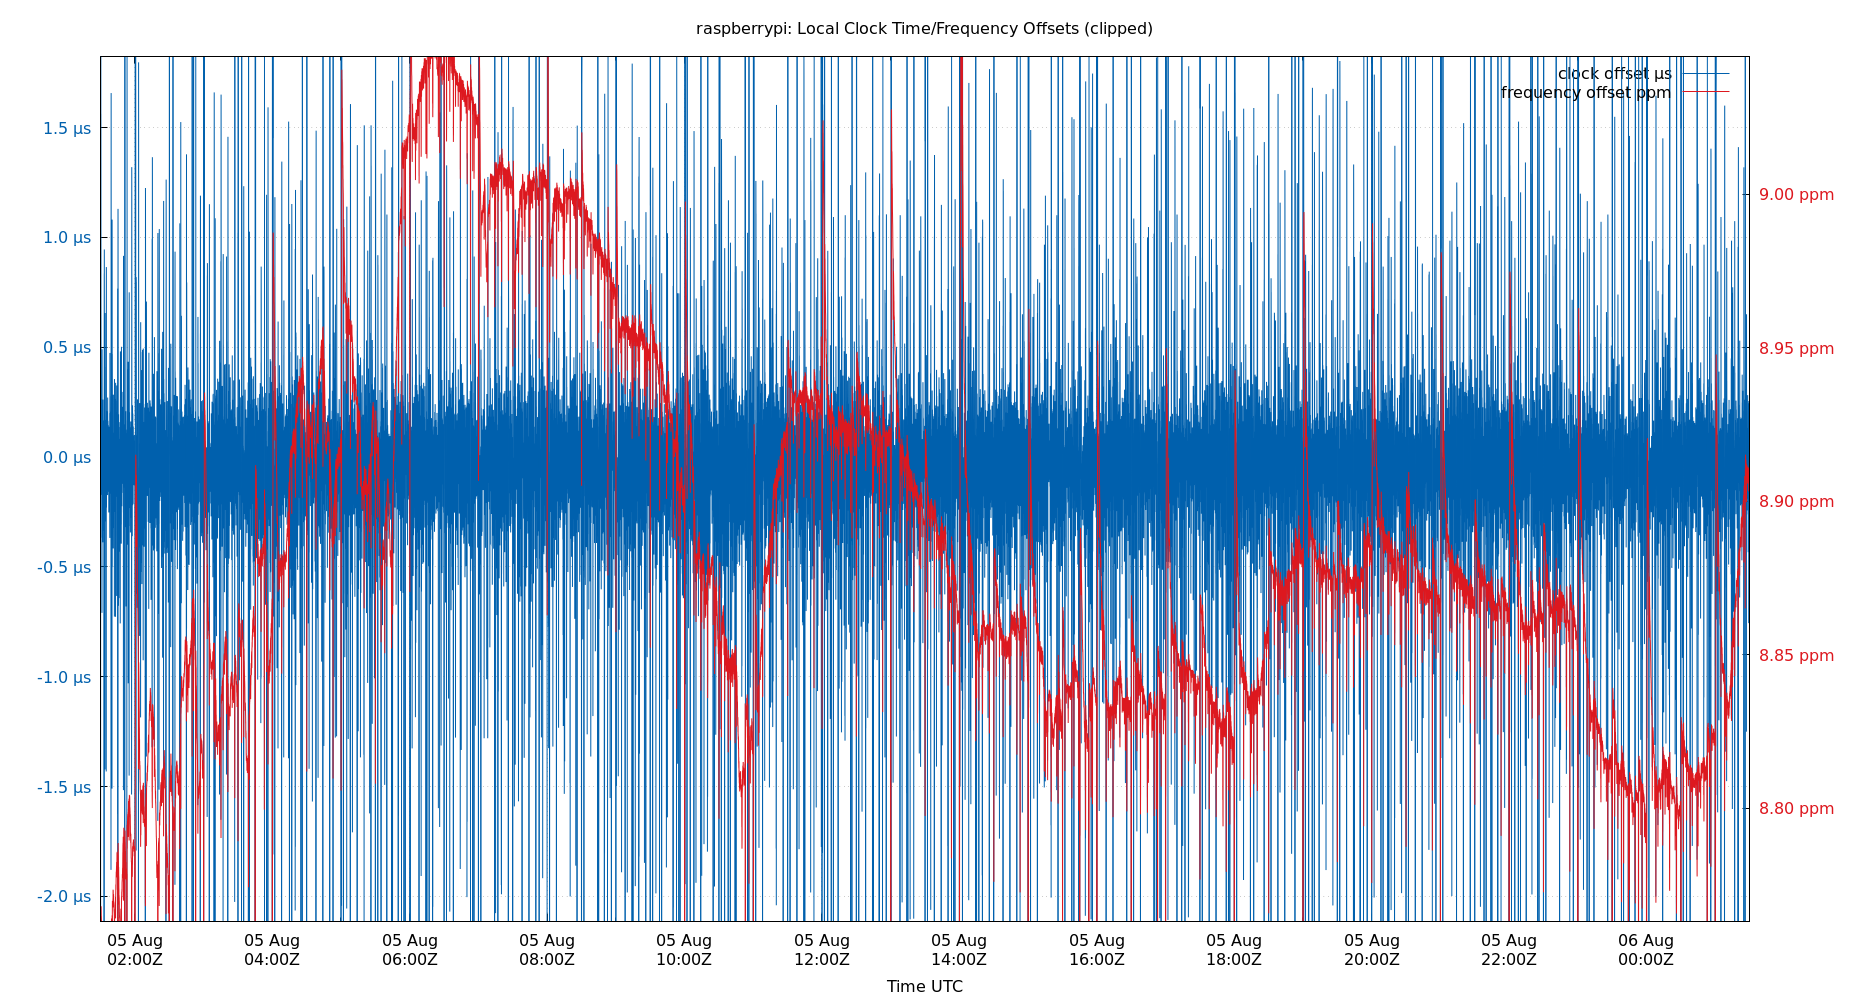 raspberrypi: Local Clock Time/Frequency Offsets (clipped)
clock offset µs
frequency offset ppm
1.5 µs
1.0 µs
0.5 µs
0.0 µs
-0.5 µs
-1.0 µs
-1.5 µs
-2.0 µs
9.00 ppm
8.95 ppm
8.90 ppm
8.85 ppm
8.80 ppm
05 Aug 05 Aug 05 Aug 05 Aug 05 Aug 05 Aug 05 Aug 05 Aug 05 Aug 05 Aug 05 Aug 06 Aug
02:00Z 04:00Z 06:00Z 08:00Z 10:00Z 12:00Z 14:00Z 16:00Z 18:00Z 20:00Z 22:00Z 00:00Z
Time UTC